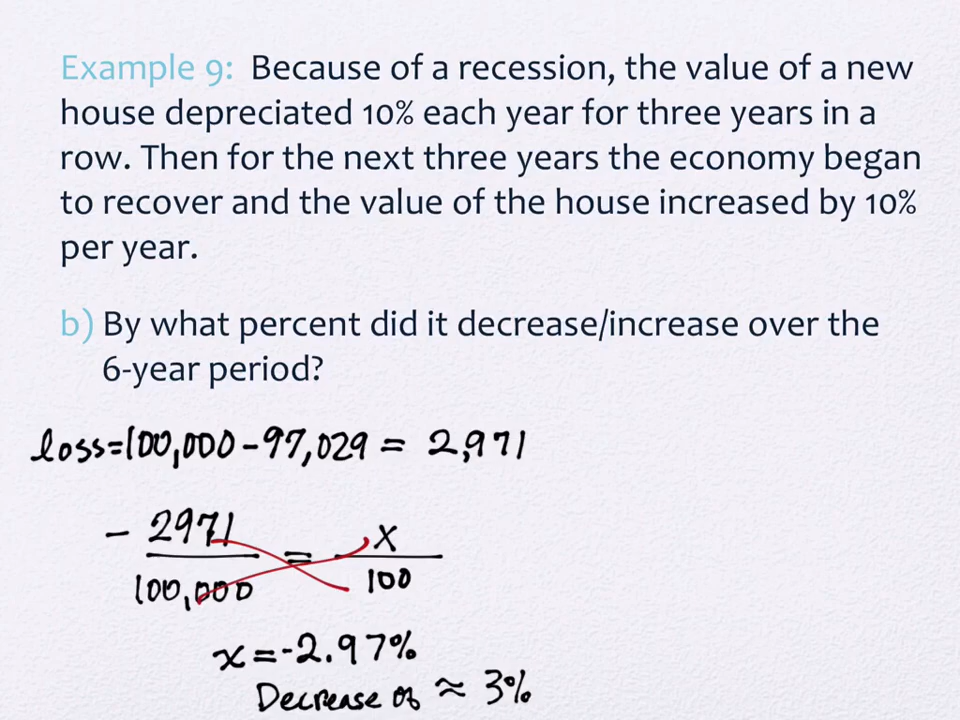 Example 9: Because of a recession, the value of a new
house depreciated 10% each year for three years in a
row. Then for the next three years the economy began
to recover and the value of the house increased by 10%
per year.
b) By what percent did it decrease/increase over the
6-year period?
loss=100,000-97,029 = 2,971
- 2971/100,000 = x/100
x=-2.97%
Decrease of ≈ 3%